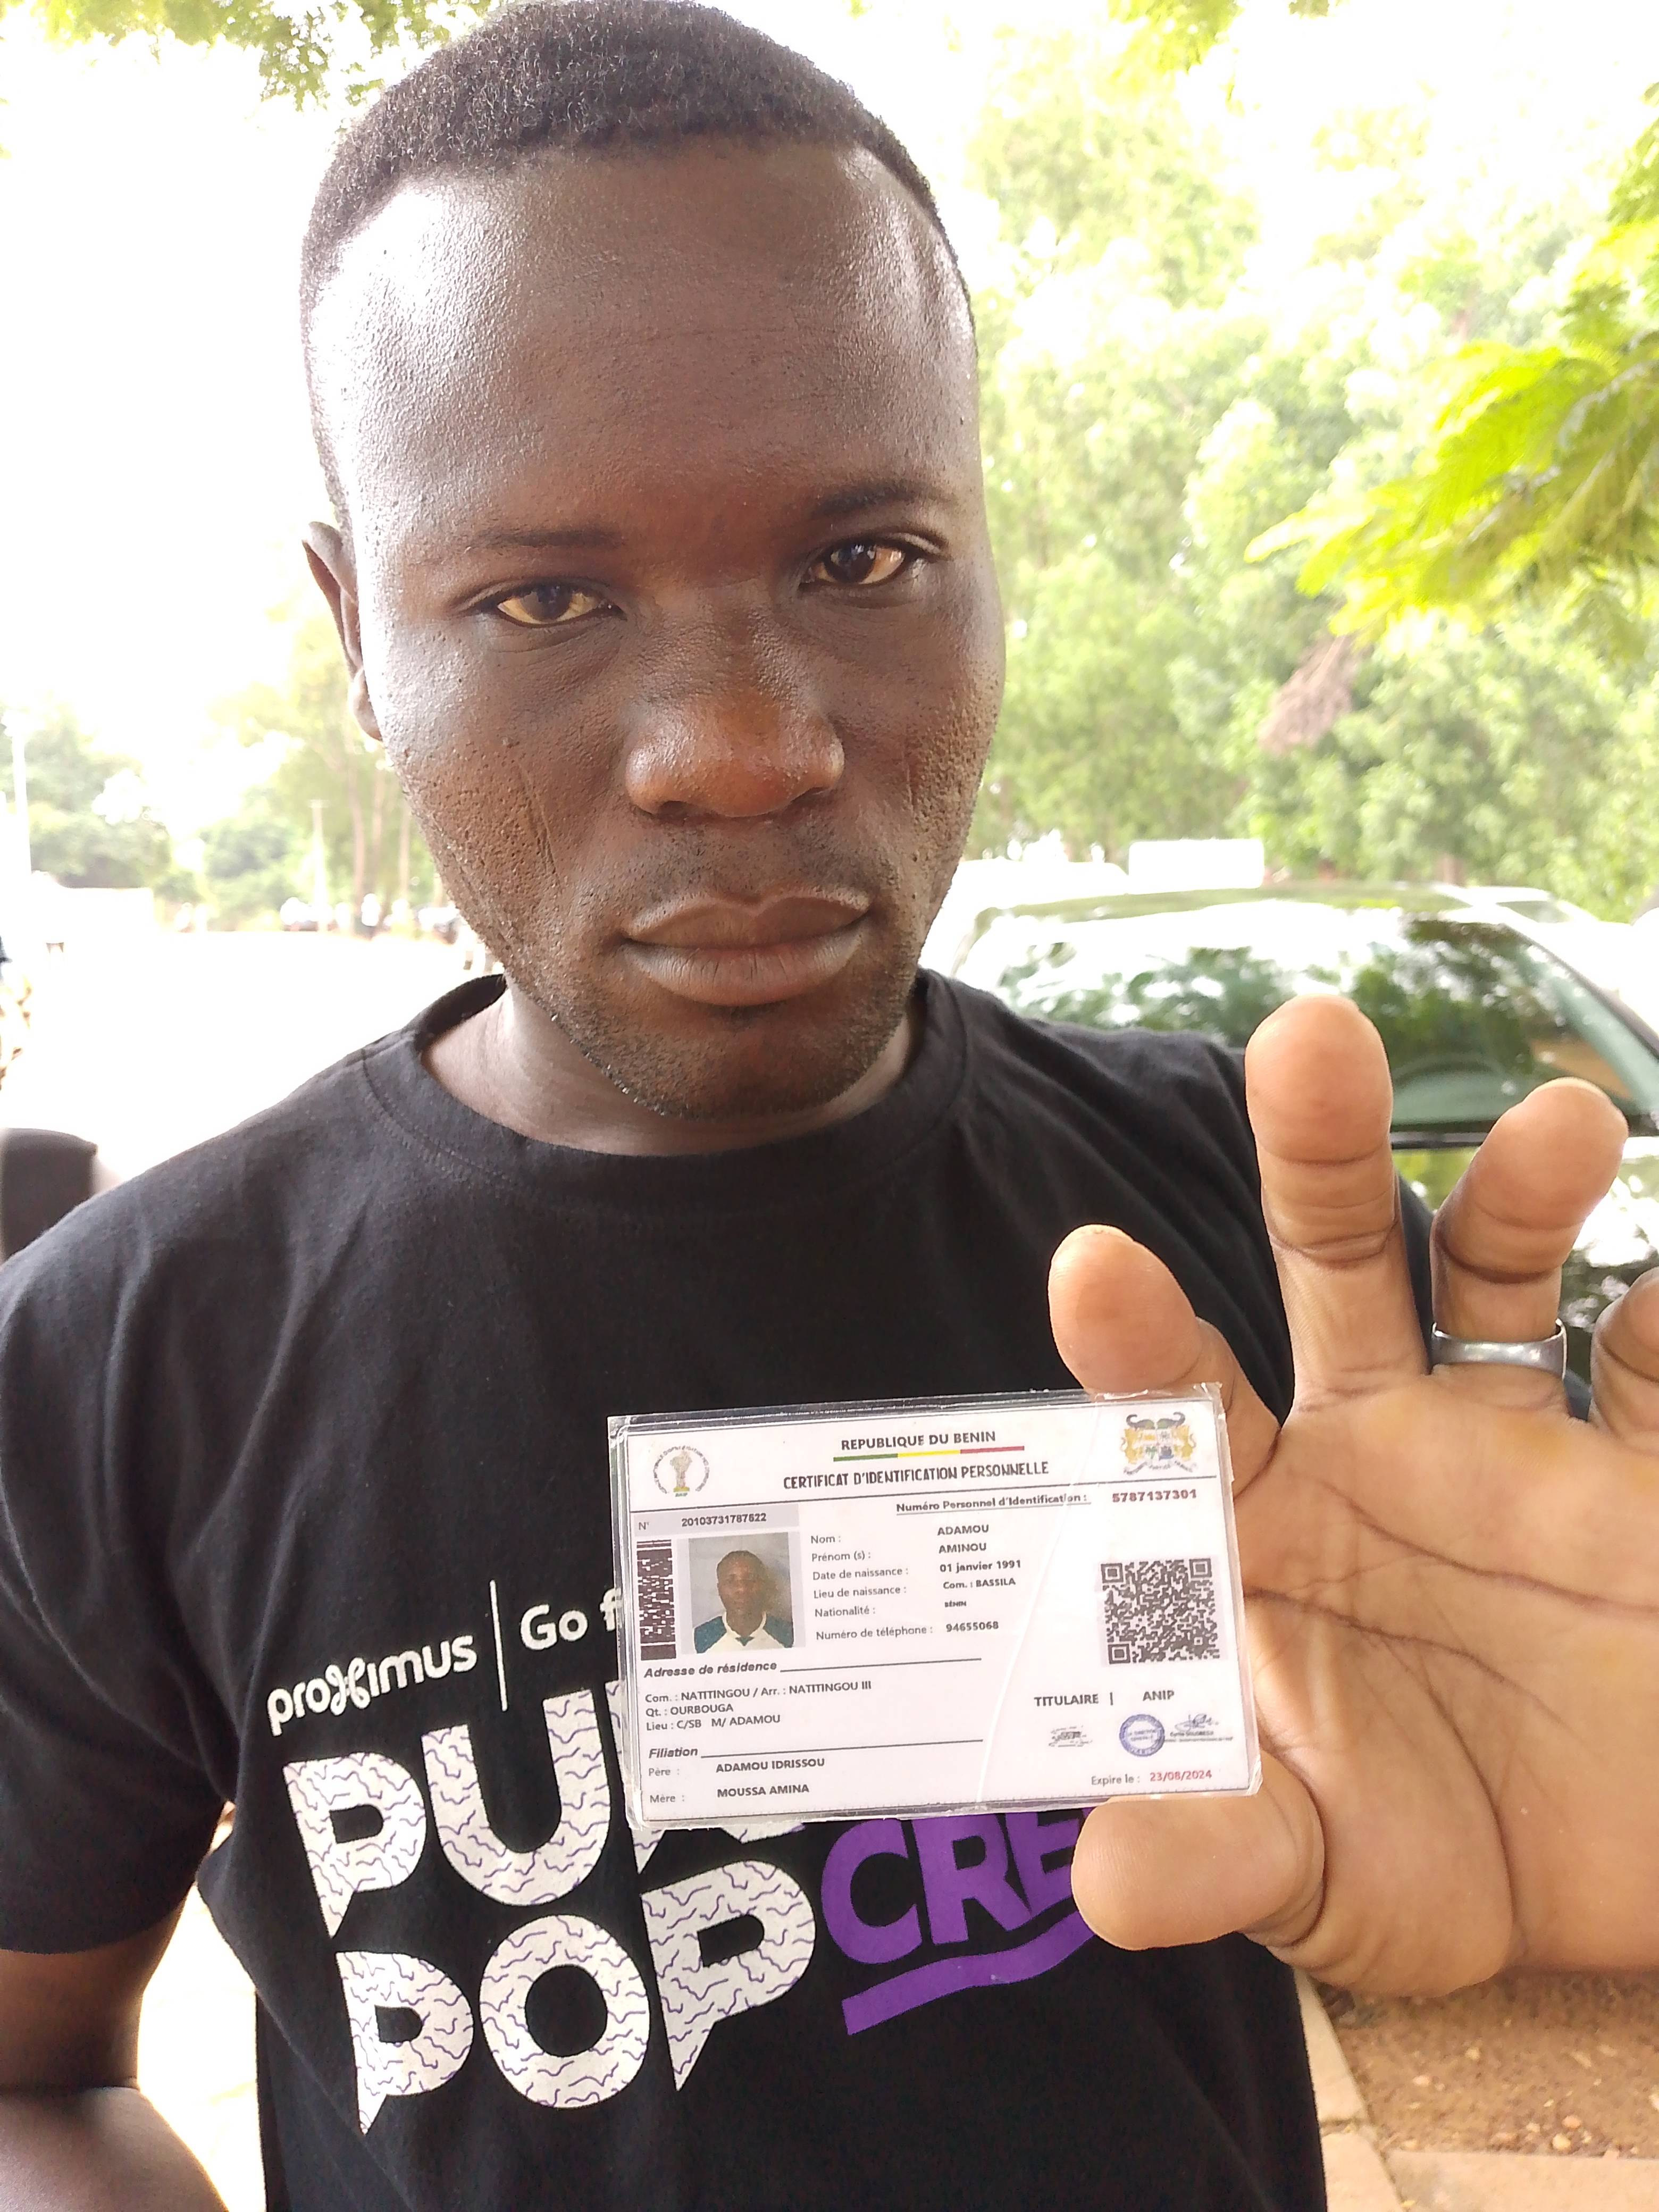 REPUBLIQUE DU BENIN
CERTIFICAT D'IDENTIFICATION PERSONNELLE
Numéro Personnel d'Identification : 5787137301
N° 20103731787622
Nom : ADAMOU
Prénom (s) : AMINOU
Date de naissance : 01 janvier 1991
Lieu de naissance : Com. : BASSILA
Nationalité : BÉNIN
Numéro de téléphone : 94655068
Adresse de résidence
Com. : NATITINGOU / Arr. : NATITINGOU III
Qt. : OURBOUGA
Lieu : C/SB M/ ADAMOU
TITULAIRE | ANIP
Filiation
Père : ADAMOU IDRISSOU
Mère : MOUSSA AMINA
Expire le : 23/08/2024
proximus | Go f
PU
POP
CRE